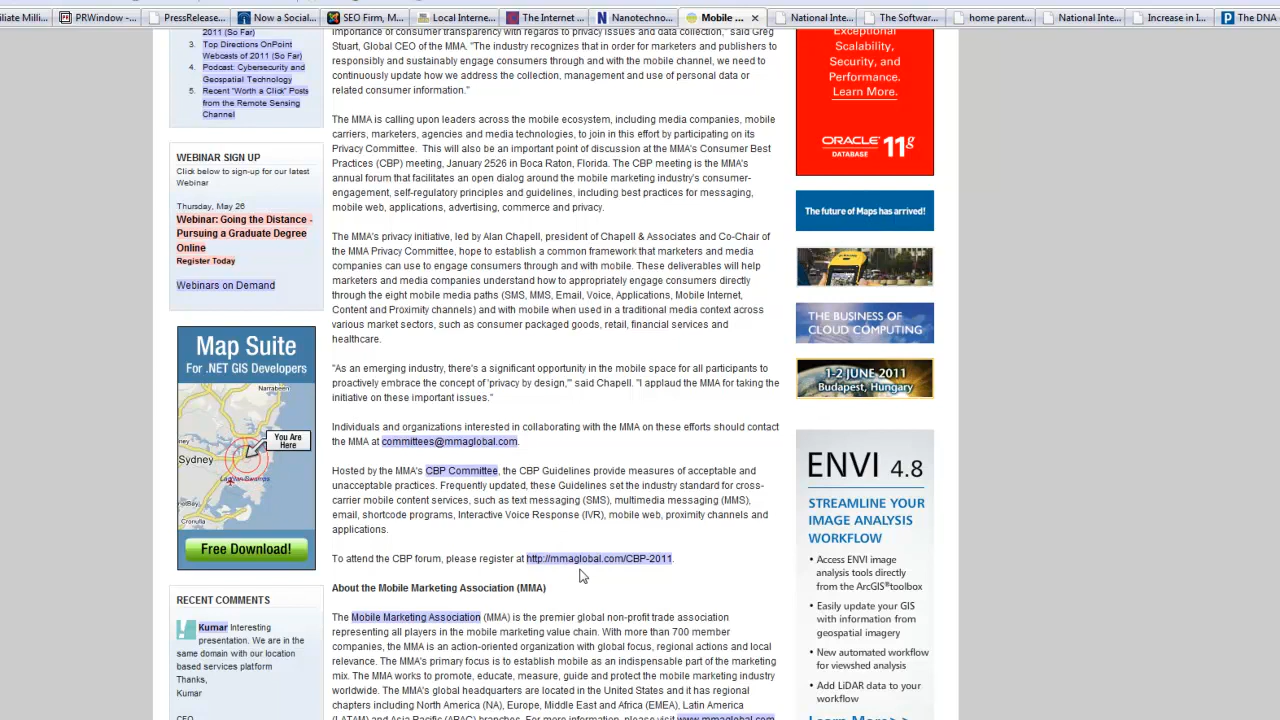 ate Milli...
PRWindow -...
PressRelease...
Now a Social...
SEO Firm, M...
Local Interne...
The Internet ...
Nanotechno...
Mobile ...
National Inte...
The Softwar...
home parent...
National Inte...
Increase in I...
The DNA
2011 (So Far)
3. Top Directions OnPoint
Webcasts of 2011 (So Far)
4. Podcast: Cybersecurity and
Geospatial Technology
5. Recent "Worth a Click" Posts
from the Remote Sensing
Channel
WEBINAR SIGN UP
Click below to sign-up for our latest
Webinar
Thursday, May 26
Webinar: Going the Distance -
Pursuing a Graduate Degree
Online
Register Today
Webinars on Demand
Map Suite
For .NET GIS Developers
Narrabeen
You Are
Here
Sydney
Cronulla
Free Download!
RECENT COMMENTS
Kumar Interesting
presentation. We are in the
same domain with our location
based services platform
Thanks,
Kumar
CEO
importance of consumer transparency with regards to privacy issues and data collection," said Greg
Stuart, Global CEO of the MMA. "The industry recognizes that in order for marketers and publishers to
responsibly and sustainably engage consumers through and with the mobile channel, we need to
continuously update how we address the collection, management and use of personal data or
related consumer information."
The MMA is calling upon leaders across the mobile ecosystem, including media companies, mobile
carriers, marketers, agencies and media technologies, to join in this effort by participating on its
Privacy Committee. This will also be an important point of discussion at the MMA's Consumer Best
Practices (CBP) meeting, January 2526 in Boca Raton, Florida. The CBP meeting is the MMA's
annual forum that facilitates an open dialog around the mobile marketing industry's consumer-
engagement, self-regulatory principles and guidelines, including best practices for messaging,
mobile web, applications, advertising, commerce and privacy.
The MMA's privacy initiative, led by Alan Chapell, president of Chapell & Associates and Co-Chair of
the MMA Privacy Committee, hope to establish a common framework that marketers and media
companies can use to engage consumers through and with mobile. These deliverables will help
marketers and media companies understand how to appropriately engage consumers directly
through the eight mobile media paths (SMS, MMS, Email, Voice, Applications, Mobile Internet,
Content and Proximity channels) and with mobile when used in a traditional media context across
various market sectors, such as consumer packaged goods, retail, financial services and
healthcare.
"As an emerging industry, there's a significant opportunity in the mobile space for all participants to
proactively embrace the concept of 'privacy by design,'" said Chapell. "I applaud the MMA for taking the
initiative on these important issues."
Individuals and organizations interested in collaborating with the MMA on these efforts should contact
the MMA at committees@mmaglobal.com.
Hosted by the MMA's CBP Committee, the CBP Guidelines provide measures of acceptable and
unacceptable practices. Frequently updated, these Guidelines set the industry standard for cross-
carrier mobile content services, such as text messaging (SMS), multimedia messaging (MMS),
email, shortcode programs, Interactive Voice Response (IVR), mobile web, proximity channels and
applications.
To attend the CBP forum, please register at http://mmaglobal.com/CBP-2011.
About the Mobile Marketing Association (MMA)
The Mobile Marketing Association (MMA) is the premier global non-profit trade association
representing all players in the mobile marketing value chain. With more than 700 member
companies, the MMA is an action-oriented organization with global focus, regional actions and local
relevance. The MMA's primary focus is to establish mobile as an indispensable part of the marketing
mix. The MMA works to promote, educate, measure, guide and protect the mobile marketing industry
worldwide. The MMA's global headquarters are located in the United States and it has regional
chapters including North America (NA), Europe, Middle East and Africa (EMEA), Latin America
(LATAM) and Asia Pacific (APAC) branches. For more information, please visit www.mmaglobal.com
Exceptional
Scalability,
Security, and
Performance.
Learn More.
ORACLE 11g
DATABASE
The future of Maps has arrived!
THE BUSINESS OF
CLOUD COMPUTING
1-2 JUNE 2011
Budapest, Hungary
ENVI 4.8
STREAMLINE YOUR
IMAGE ANALYSIS
WORKFLOW
• Access ENVI image
analysis tools directly
from the ArcGIS® toolbox
• Easily update your GIS
with information from
geospatial imagery
• New automated workflow
for viewshed analysis
• Add LiDAR data to your
workflow
Learn More>>